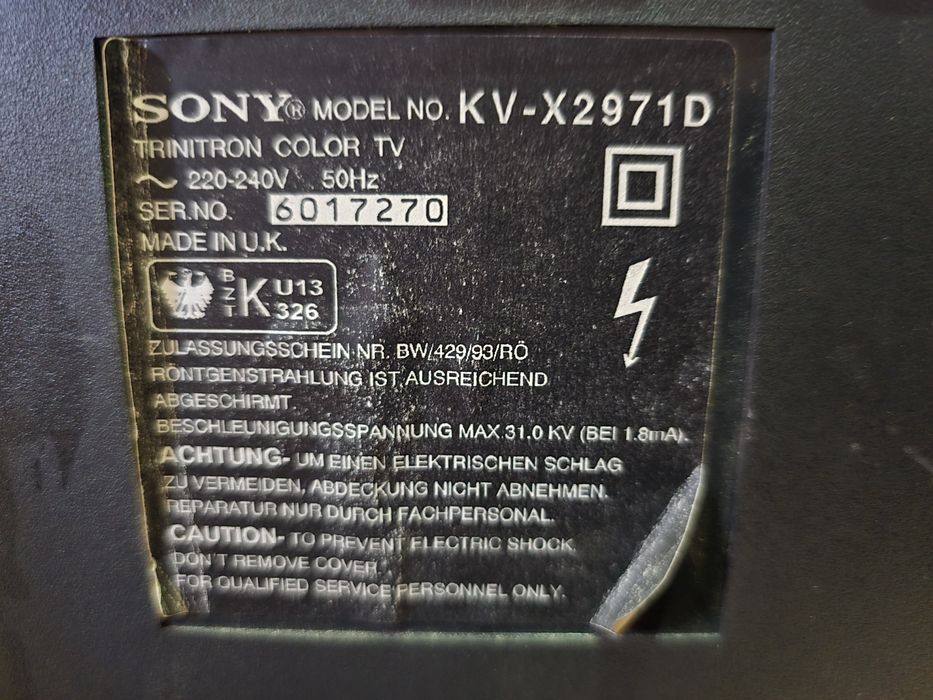 SONY® MODEL NO. KV-X2971D
TRINITRON COLOR TV
~ 220-240V 50Hz
SER.NO. 6017270
MADE IN U.K.
BZT K U13 326
ZULASSUNGSSCHEIN NR. BW/429/93/RÖ
RÖNTGENSTRAHLUNG IST AUSREICHEND
ABGESCHIRMT
BESCHLEUNIGUNGSSPANNUNG MAX.31.0 KV (BEI 1.8mA).
ACHTUNG- UM EINEN ELEKTRISCHEN SCHLAG
ZU VERMEIDEN, ABDECKUNG NICHT ABNEHMEN.
REPARATUR NUR DURCH FACHPERSONAL.
CAUTION- TO PREVENT ELECTRIC SHOCK,
DON'T REMOVE COVER.
FOR QUALIFIED SERVICE PERSONNEL ONLY.